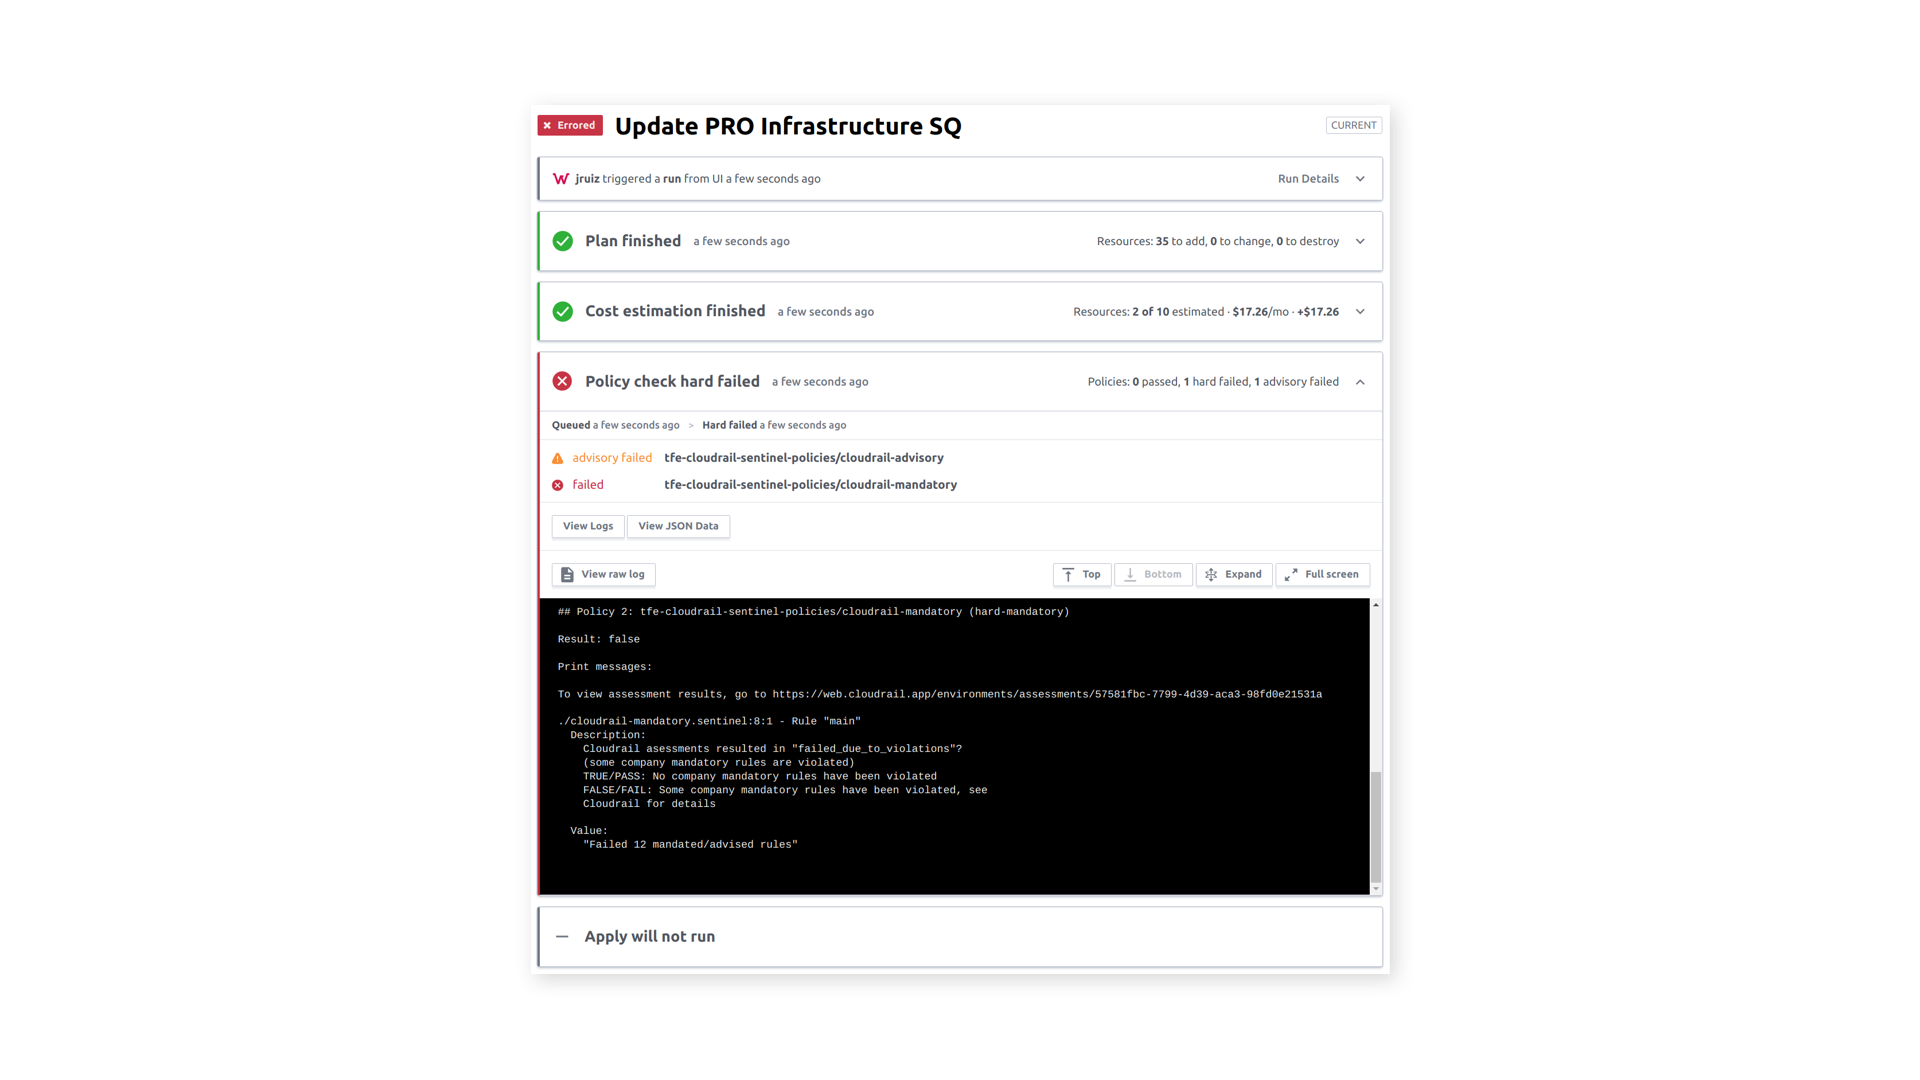 Errored Update PRO Infrastructure SQ CURRENT
jruiz triggered a run from UI a few seconds ago Run Details
Plan finished a few seconds ago Resources: 35 to add, 0 to change, 0 to destroy
Cost estimation finished a few seconds ago Resources: 2 of 10 estimated · $17.26/mo · +$17.26
Policy check hard failed a few seconds ago Policies: 0 passed, 1 hard failed, 1 advisory failed
Queued a few seconds ago > Hard failed a few seconds ago
advisory failed tfe-cloudrail-sentinel-policies/cloudrail-advisory
failed tfe-cloudrail-sentinel-policies/cloudrail-mandatory
View Logs View JSON Data
View raw log Top Bottom Expand Full screen
## Policy 2: tfe-cloudrail-sentinel-policies/cloudrail-mandatory (hard-mandatory)
Result: false
Print messages:
To view assessment results, go to https://web.cloudrail.app/environments/assessments/57581fbc-7799-4d39-aca3-98fd0e21531a
./cloudrail-mandatory.sentinel:8:1 - Rule "main"
Description:
Cloudrail asessments resulted in "failed_due_to_violations"?
(some company mandatory rules are violated)
TRUE/PASS: No company mandatory rules have been violated
FALSE/FAIL: Some company mandatory rules have been violated, see
Cloudrail for details
Value:
"Failed 12 mandated/advised rules"
Apply will not run